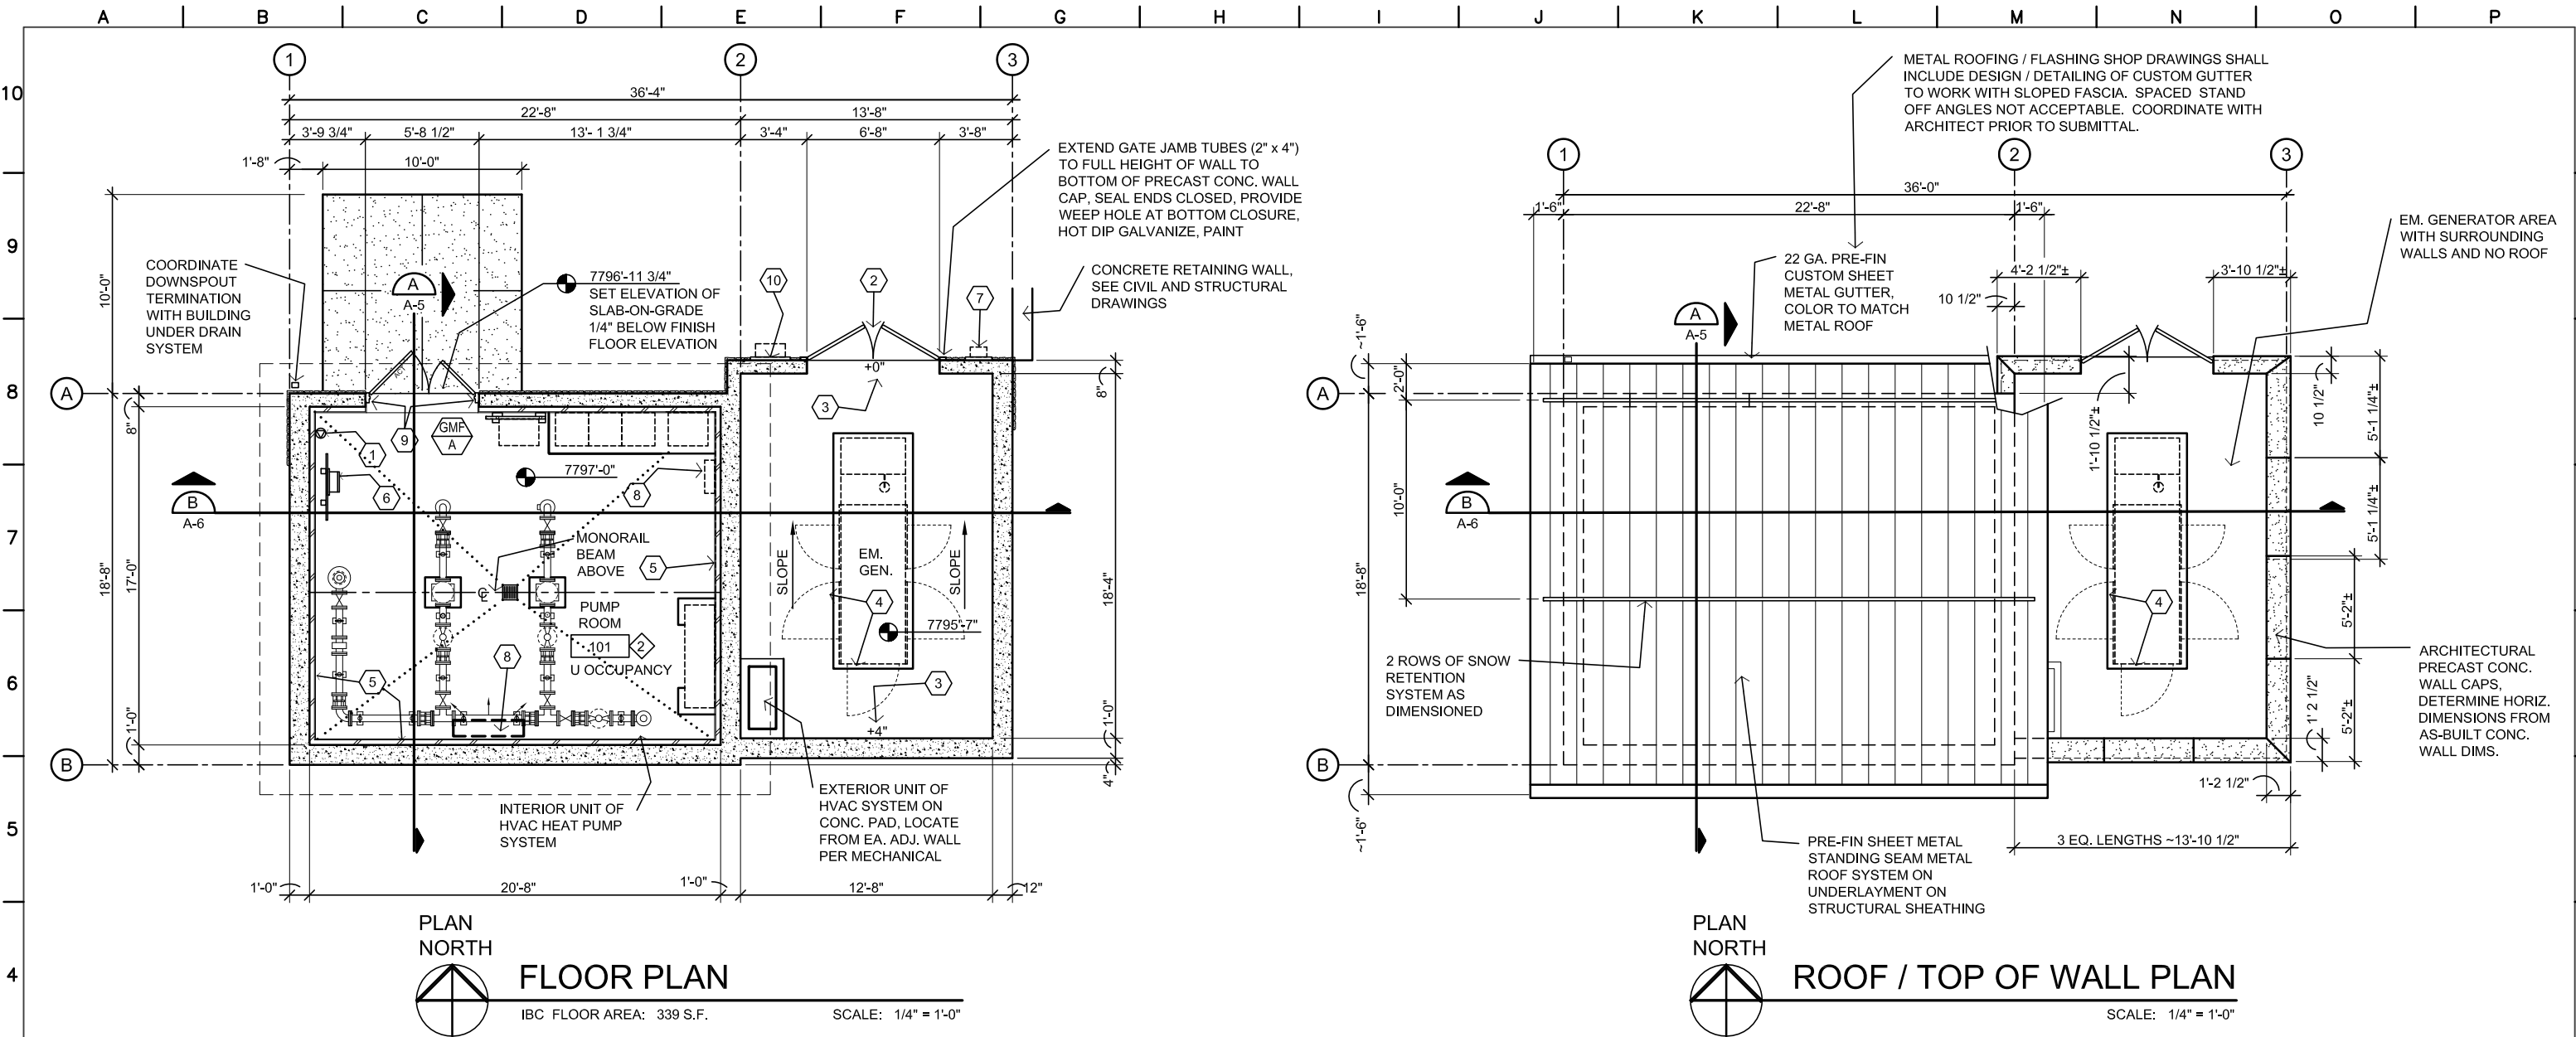 A B C D E F G H I J K L M N O P
10
9
8
7
6
5
4
1
2
3
36'-4"
22'-8"
13'-8"
3'-9 3/4"
5'-8 1/2"
13'- 1 3/4"
3'-4"
6'-8"
3'-8"
1'-8"
10'-0"
10'-0"
COORDINATE
DOWNSPOUT
TERMINATION
WITH BUILDING
UNDER DRAIN
SYSTEM
A
A-5
7796'-11 3/4"
SET ELEVATION OF
SLAB-ON-GRADE
1/4" BELOW FINISH
FLOOR ELEVATION
EXTEND GATE JAMB TUBES (2" x 4")
TO FULL HEIGHT OF WALL TO
BOTTOM OF PRECAST CONC. WALL
CAP, SEAL ENDS CLOSED, PROVIDE
WEEP HOLE AT BOTTOM CLOSURE,
HOT DIP GALVANIZE, PAINT
CONCRETE RETAINING WALL,
SEE CIVIL AND STRUCTURAL
DRAWINGS
10
2
7
A
ACT
+0"
8"
8"
3
9
GMF
A
1
6
7797'-0"
8
B
A-6
MONORAIL
BEAM
ABOVE
5
SLOPE
EM.
GEN.
SLOPE
18'-8"
17'-0"
18'-4"
CL
PUMP
ROOM
101
2
U OCCUPANCY
4
7795'-7"
8
5
3
1'-0"
1'-0"
+4"
B
4"
INTERIOR UNIT OF
HVAC HEAT PUMP
SYSTEM
EXTERIOR UNIT OF
HVAC SYSTEM ON
CONC. PAD, LOCATE
FROM EA. ADJ. WALL
PER MECHANICAL
1'-0"
20'-8"
1'-0"
12'-8"
12"
PLAN
NORTH
FLOOR PLAN
IBC FLOOR AREA: 339 S.F.
SCALE: 1/4" = 1'-0"
METAL ROOFING / FLASHING SHOP DRAWINGS SHALL
INCLUDE DESIGN / DETAILING OF CUSTOM GUTTER
TO WORK WITH SLOPED FASCIA. SPACED STAND
OFF ANGLES NOT ACCEPTABLE. COORDINATE WITH
ARCHITECT PRIOR TO SUBMITTAL.
1
2
3
36'-0"
1'-6"
22'-8"
1'-6"
EM. GENERATOR AREA
WITH SURROUNDING
WALLS AND NO ROOF
22 GA. PRE-FIN
CUSTOM SHEET
METAL GUTTER,
COLOR TO MATCH
METAL ROOF
4'-2 1/2"±
3'-10 1/2"±
10 1/2"
A
A-5
~1'-6"
2'-0"
A
10 1/2"
5'-1 1/4"±
1'-10 1/2"±
B
A-6
10'-0"
5'-1 1/4"±
18'-8"
4
5'-2"±
2 ROWS OF SNOW
RETENTION
SYSTEM AS
DIMENSIONED
ARCHITECTURAL
PRECAST CONC.
WALL CAPS,
DETERMINE HORIZ.
DIMENSIONS FROM
AS-BUILT CONC.
WALL DIMS.
1' 2 1/2"
5'-2"±
B
~1'-6"
1'-2 1/2"
3 EQ. LENGTHS ~13'-10 1/2"
PRE-FIN SHEET METAL
STANDING SEAM METAL
ROOF SYSTEM ON
UNDERLAYMENT ON
STRUCTURAL SHEATHING
PLAN
NORTH
ROOF / TOP OF WALL PLAN
SCALE: 1/4" = 1'-0"